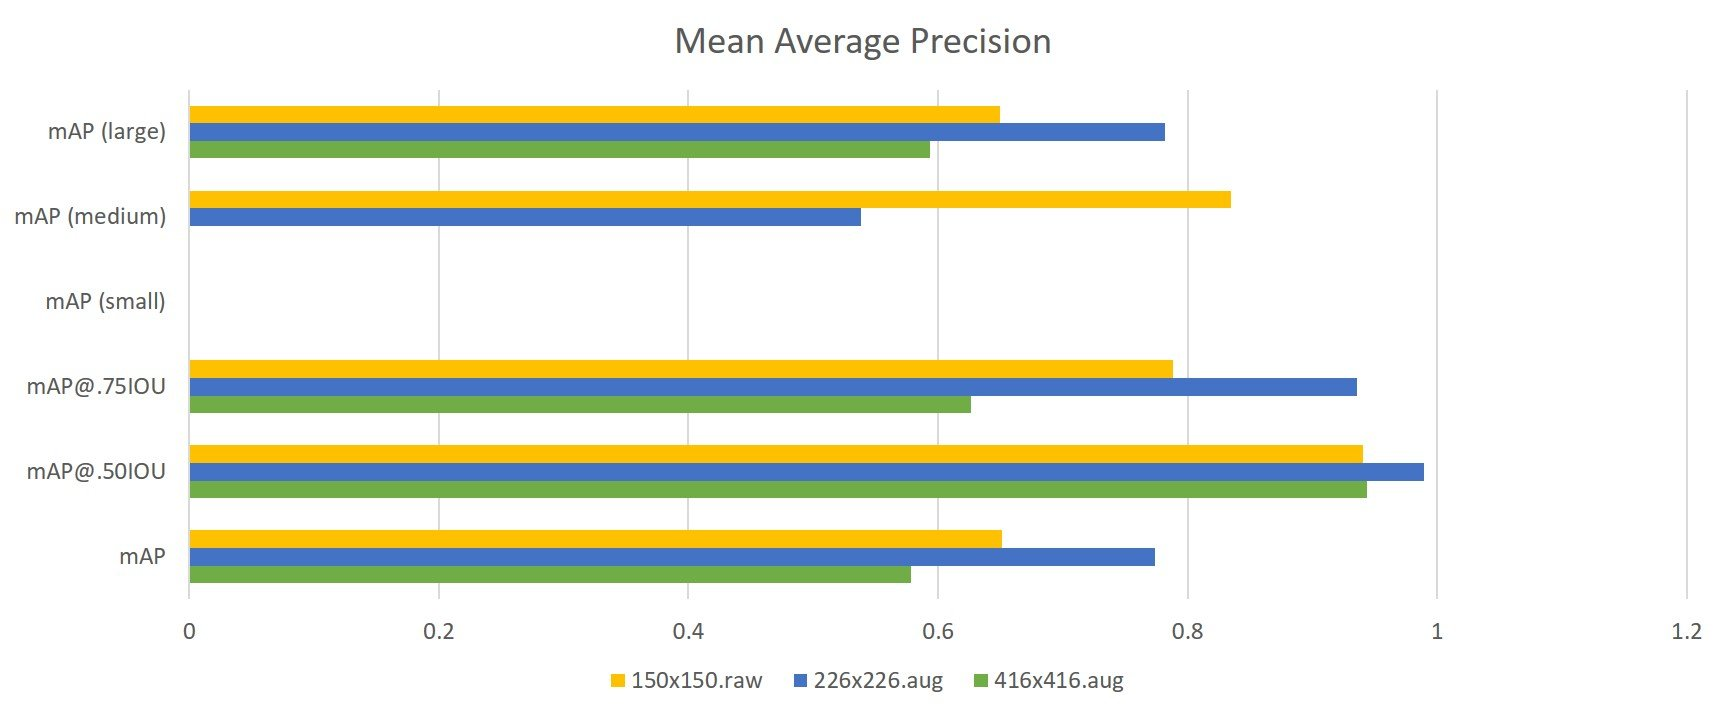 Mean Average Precision
mAP (large)
mAP (medium)
mAP (small)
mAP@.75IOU
mAP@.50IOU
mAP
0 0.2 0.4 0.6 0.8 1 1.2
150x150.raw 226x226.aug 416x416.aug